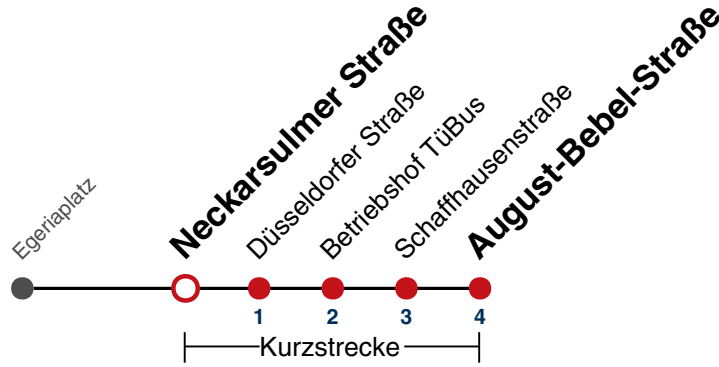 Egeriaplatz
Neckarsulmer Straße
Düsseldorfer Straße
Betriebshof TüBus
Schaffhausenstraße
August-Bebel-Straße
1
2
3
4
Kurzstrecke